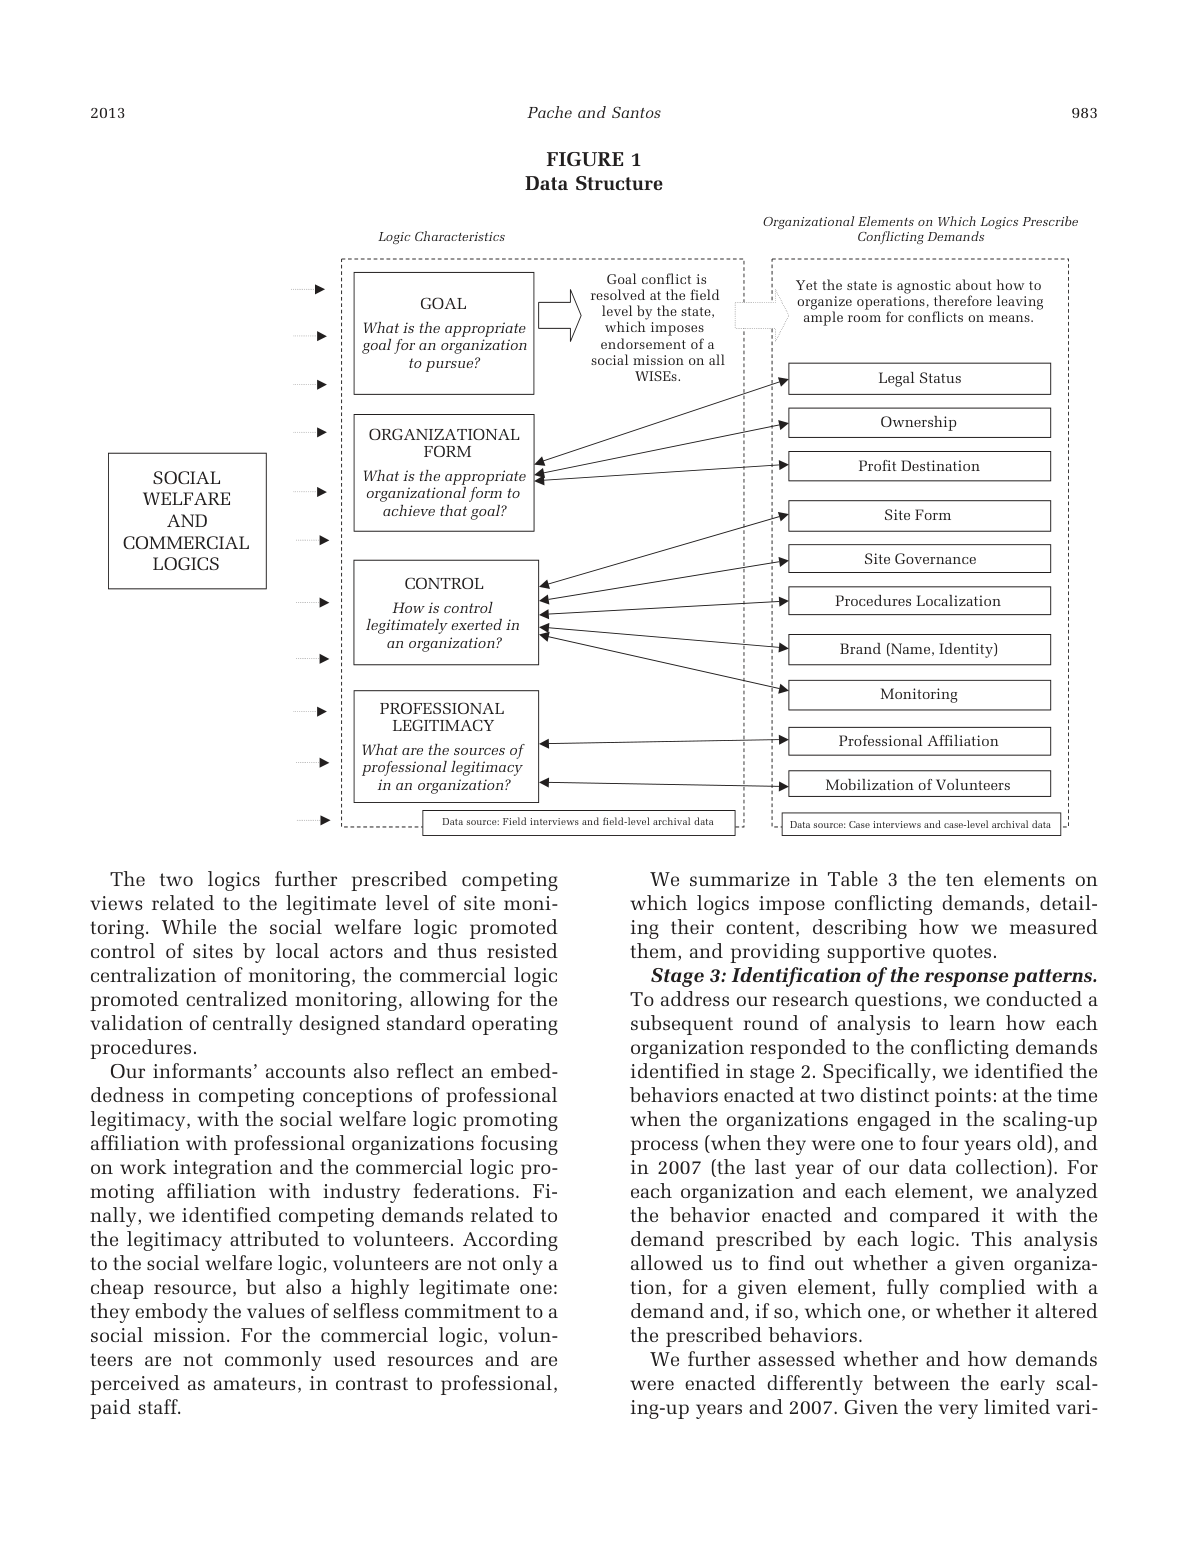 2013
Pache and Santos
983
FIGURE 1
Data Structure
Logic Characteristics
Organizational Elements on Which Logics Prescribe
Conflicting Demands
SOCIAL
WELFARE
AND
COMMERCIAL
LOGICS
GOAL
What is the appropriate
goal for an organization
to pursue?
Goal conflict is
resolved at the field
level by the state,
which imposes
endorsement of a
social mission on all
WISEs.
Yet the state is agnostic about how to
organize operations, therefore leaving
ample room for conflicts on means.
ORGANIZATIONAL
FORM
What is the appropriate
organizational form to
achieve that goal?
Legal Status
Ownership
Profit Destination
CONTROL
How is control
legitimately exerted in
an organization?
Site Form
Site Governance
Procedures Localization
Brand (Name, Identity)
Monitoring
PROFESSIONAL
LEGITIMACY
What are the sources of
professional legitimacy
in an organization?
Professional Affiliation
Mobilization of Volunteers
Data source: Field interviews and field-level archival data
Data source: Case interviews and case-level archival data
The two logics further prescribed competing
views related to the legitimate level of site moni-
toring. While the social welfare logic promoted
control of sites by local actors and thus resisted
centralization of monitoring, the commercial logic
promoted centralized monitoring, allowing for the
validation of centrally designed standard operating
procedures.
Our informants’ accounts also reflect an embed-
dedness in competing conceptions of professional
legitimacy, with the social welfare logic promoting
affiliation with professional organizations focusing
on work integration and the commercial logic pro-
moting affiliation with industry federations. Fi-
nally, we identified competing demands related to
the legitimacy attributed to volunteers. According
to the social welfare logic, volunteers are not only a
cheap resource, but also a highly legitimate one:
they embody the values of selfless commitment to a
social mission. For the commercial logic, volun-
teers are not commonly used resources and are
perceived as amateurs, in contrast to professional,
paid staff.
We summarize in Table 3 the ten elements on
which logics impose conflicting demands, detail-
ing their content, describing how we measured
them, and providing supportive quotes.
Stage 3: Identification of the response patterns.
To address our research questions, we conducted a
subsequent round of analysis to learn how each
organization responded to the conflicting demands
identified in stage 2. Specifically, we identified the
behaviors enacted at two distinct points: at the time
when the organizations engaged in the scaling-up
process (when they were one to four years old), and
in 2007 (the last year of our data collection). For
each organization and each element, we analyzed
the behavior enacted and compared it with the
demand prescribed by each logic. This analysis
allowed us to find out whether a given organiza-
tion, for a given element, fully complied with a
demand and, if so, which one, or whether it altered
the prescribed behaviors.
We further assessed whether and how demands
were enacted differently between the early scal-
ing-up years and 2007. Given the very limited vari-